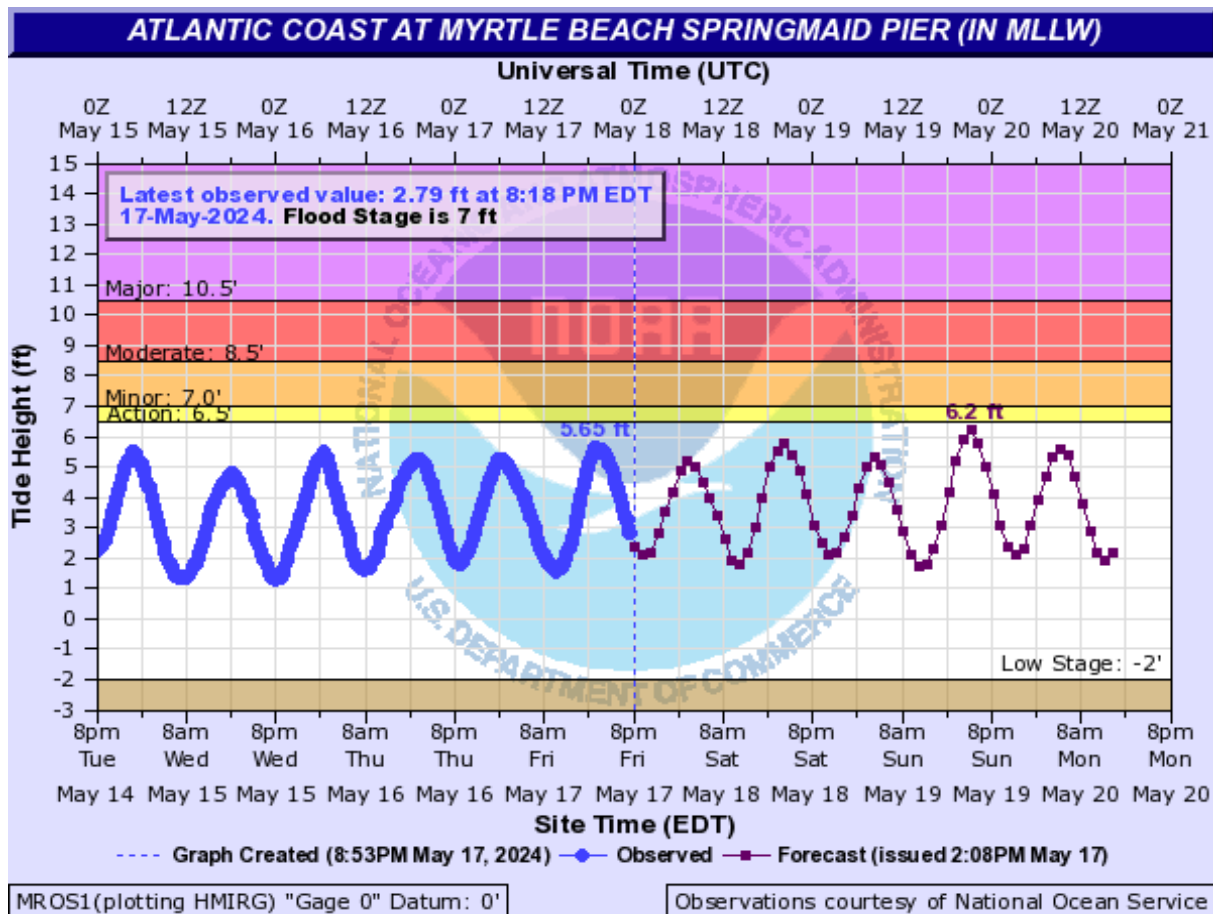 ATLANTIC COAST AT MYRTLE BEACH SPRINGMAID PIER (IN MLLW)
Universal Time (UTC)
0Z 12Z 0Z 12Z 0Z 12Z 0Z 12Z 0Z 12Z 0Z 12Z 0Z
May 15 May 15 May 16 May 16 May 17 May 17 May 18 May 18 May 19 May 19 May 20 May 20 May 21
Latest observed value: 2.79 ft at 8:18 PM EDT
17-May-2024. Flood Stage is 7 ft
15
14
13
12
11
10
9
8
7
6
5
4
3
2
1
0
-1
-2
-3
Tide Height (ft)
Major: 10.5'
Moderate: 8.5'
Minor: 7.0'
Action: 6.5'
5.65 ft
6.2 ft
Low Stage: -2'
NATIONAL OCEANIC AND ATMOSPHERIC ADMINISTRATION
NOAA
U.S. DEPARTMENT OF COMMERCE
8pm 8am 8pm 8am 8pm 8am 8pm 8am 8pm 8am 8pm 8am 8pm
Tue Wed Wed Thu Thu Fri Fri Sat Sat Sun Sun Mon Mon
May 14 May 15 May 15 May 16 May 16 May 17 May 17 May 18 May 18 May 19 May 19 May 20 May 20
Site Time (EDT)
Graph Created (8:53PM May 17, 2024) Observed Forecast (issued 2:08PM May 17)
MROS1(plotting HMIRG) "Gage 0" Datum: 0'
Observations courtesy of National Ocean Service